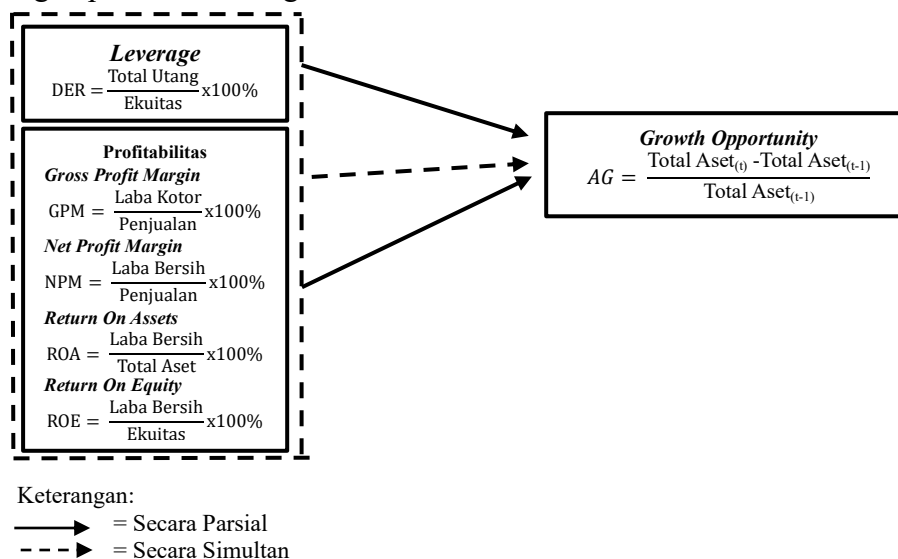 Leverage
DER = Total Utang / Ekuitas x100%
Profitabilitas
Gross Profit Margin
GPM = Laba Kotor / Penjualan x100%
Net Profit Margin
NPM = Laba Bersih / Penjualan x100%
Return On Assets
ROA = Laba Bersih / Total Aset x100%
Return On Equity
ROE = Laba Bersih / Ekuitas x100%
Growth Opportunity
AG = Total Aset(t) -Total Aset(t-1) / Total Aset(t-1)
Keterangan:
= Secara Parsial
= Secara Simultan